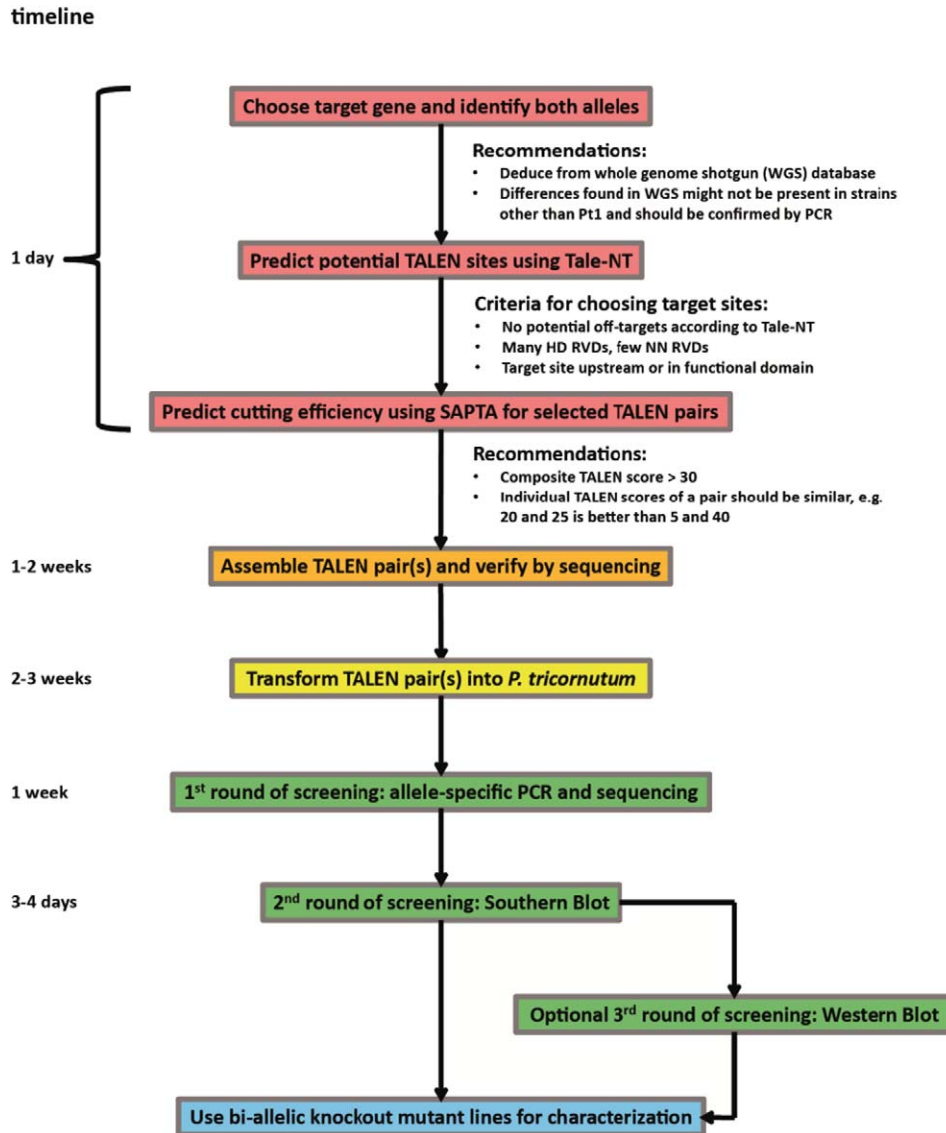 timeline
Choose target gene and identify both alleles
Recommendations:
• Deduce from whole genome shotgun (WGS) database
• Differences found in WGS might not be present in strains
other than Pt1 and should be confirmed by PCR
1 day
Predict potential TALEN sites using Tale-NT
Criteria for choosing target sites:
• No potential off-targets according to Tale-NT
• Many HD RVDs, few NN RVDs
• Target site upstream or in functional domain
Predict cutting efficiency using SAPTA for selected TALEN pairs
Recommendations:
• Composite TALEN score > 30
• Individual TALEN scores of a pair should be similar, e.g.
20 and 25 is better than 5 and 40
1-2 weeks
Assemble TALEN pair(s) and verify by sequencing
2-3 weeks
Transform TALEN pair(s) into P. tricornutum
1 week
1st round of screening: allele-specific PCR and sequencing
3-4 days
2nd round of screening: Southern Blot
Optional 3rd round of screening: Western Blot
Use bi-allelic knockout mutant lines for characterization